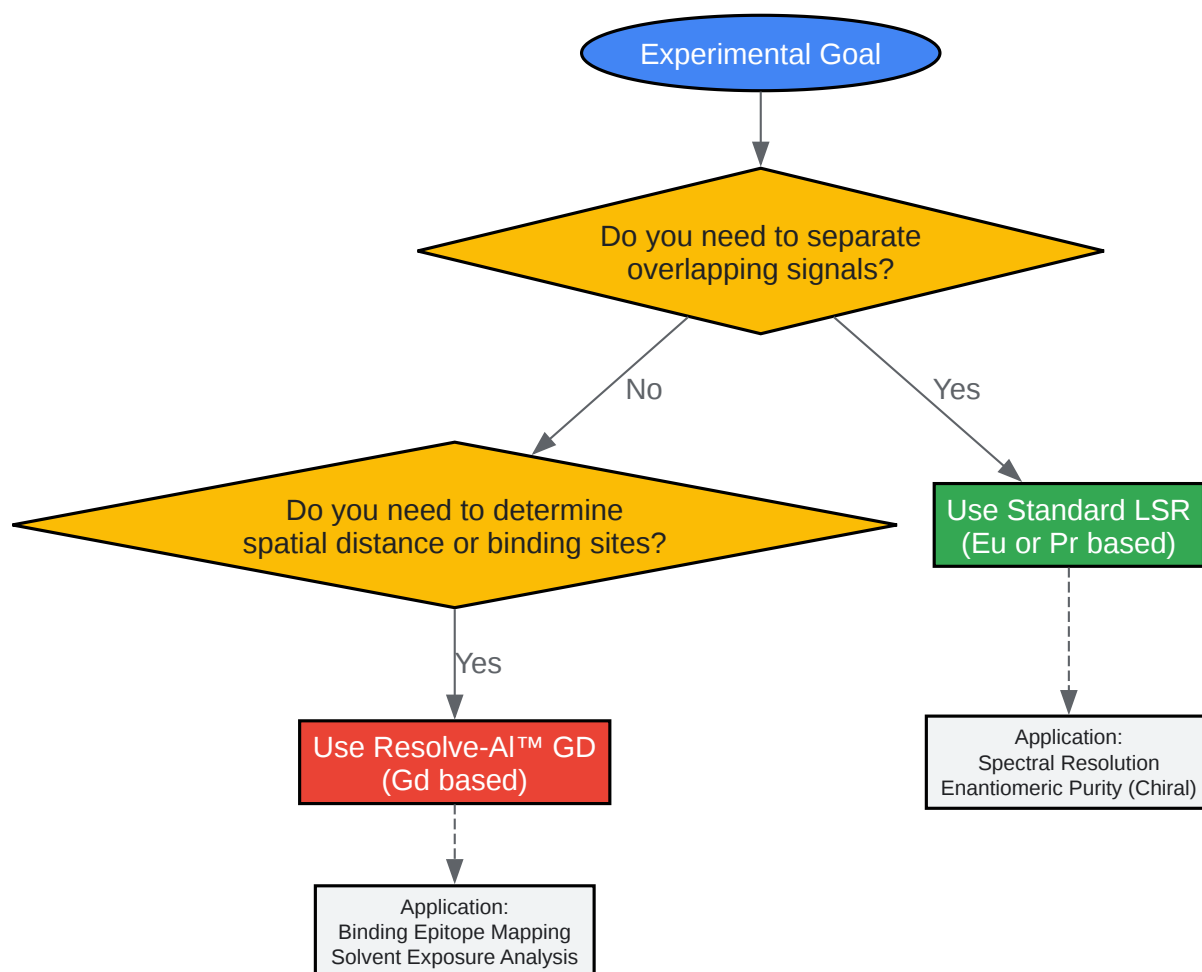 Experimental Goal
Do you need to separate
overlapping signals?
No
Yes
Do you need to determine
spatial distance or binding sites?
Use Standard LSR
(Eu or Pr based)
Yes
Use Resolve-Al™ GD
(Gd based)
Application:
Spectral Resolution
Enantiomeric Purity (Chiral)
Application:
Binding Epitope Mapping
Solvent Exposure Analysis